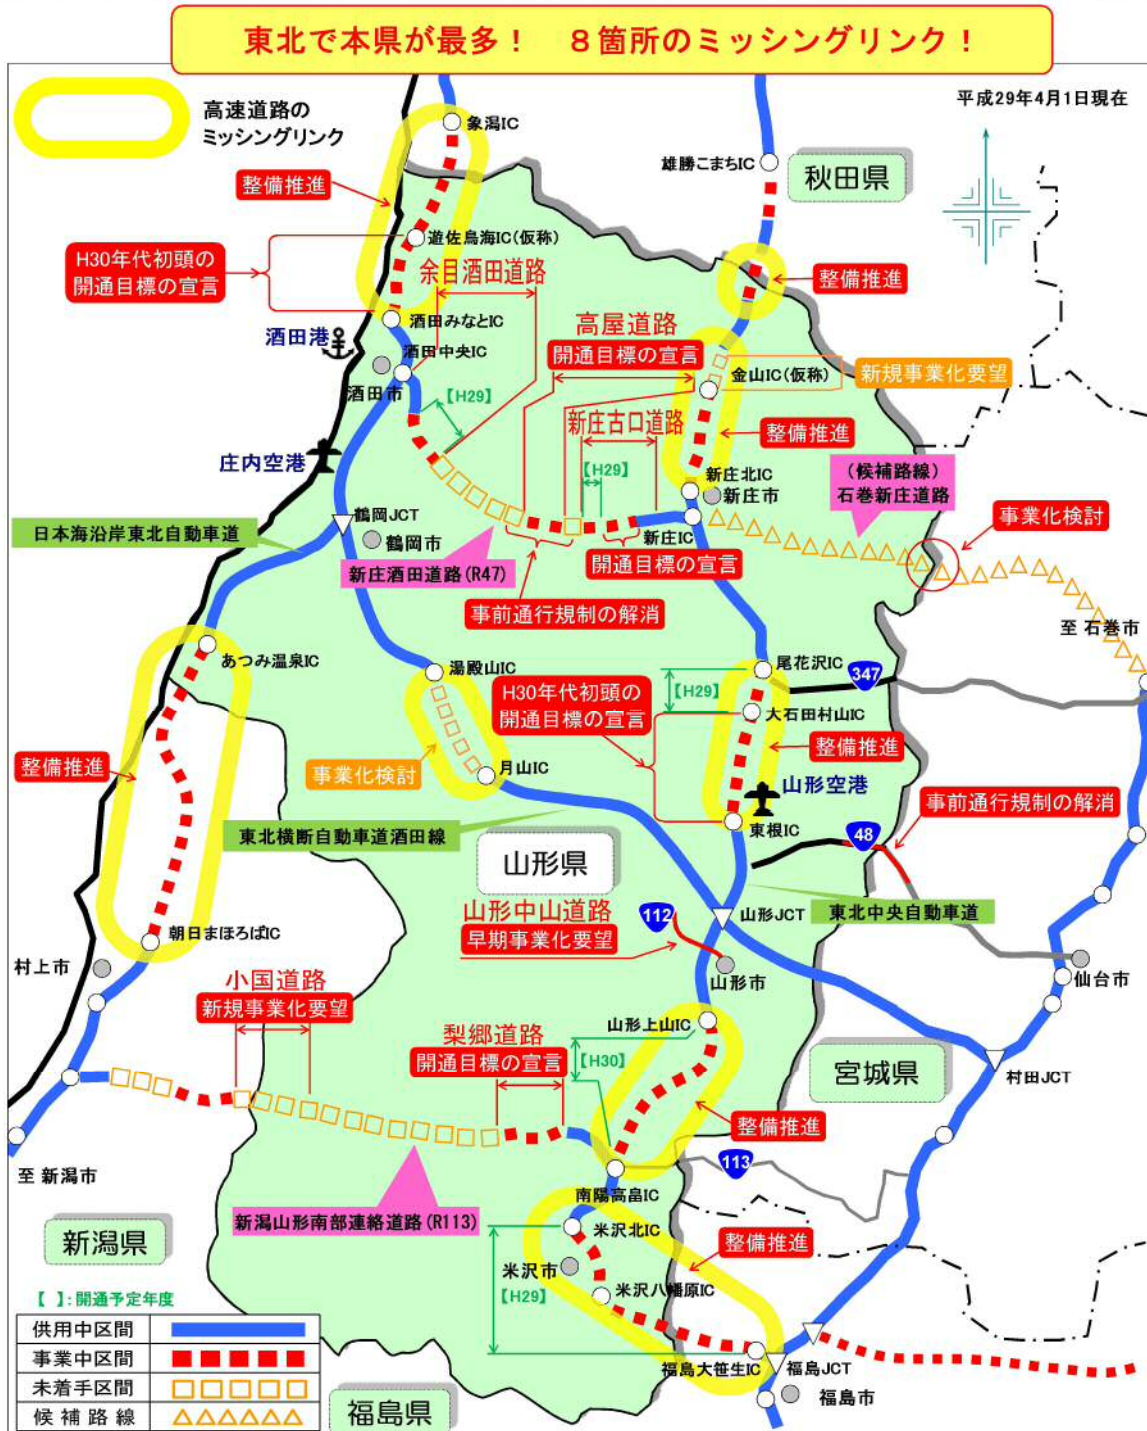 東北で本県が最多！　８箇所のミッシングリンク！
高速道路の
ミッシングリンク
平成29年4月1日現在
象潟IC
雄勝こまちIC
秋田県
整備推進
遊佐鳥海IC(仮称)
H30年代初頭の
開通目標の宣言
余目酒田道路
整備推進
酒田みなとIC
酒田港
高屋道路
開通目標の宣言
酒田中央IC
酒田市
【H29】
金山IC(仮称)
新規事業化要望
新庄古口道路
整備推進
庄内空港
【H29】
新庄北IC
新庄市
(候補路線)
石巻新庄道路
鶴岡JCT
鶴岡市
日本海沿岸東北自動車道
新庄IC
事業化検討
開通目標の宣言
新庄酒田道路(R47)
事前通行規制の解消
至 石巻市
あつみ温泉IC
湯殿山IC
尾花沢IC
347
H30年代初頭の
開通目標の宣言
【H29】
大石田村山IC
整備推進
整備推進
事業化検討
月山IC
山形空港
事前通行規制の解消
東根IC
48
東北横断自動車道酒田線
山形県
山形中山道路
早期事業化要望
112
山形JCT
東北中央自動車道
朝日まほろばIC
村上市
山形市
仙台市
小国道路
新規事業化要望
山形上山IC
梨郷道路
開通目標の宣言
【H30】
宮城県
村田JCT
整備推進
113
至 新潟市
南陽高畠IC
新潟山形南部連絡道路(R113)
米沢北IC
整備推進
新潟県
米沢市
【H29】
米沢八幡原IC
【 】:開通予定年度
供用中区間
事業中区間
未着手区間
候補路線
福島大笹生IC
福島JCT
福島市
福島県